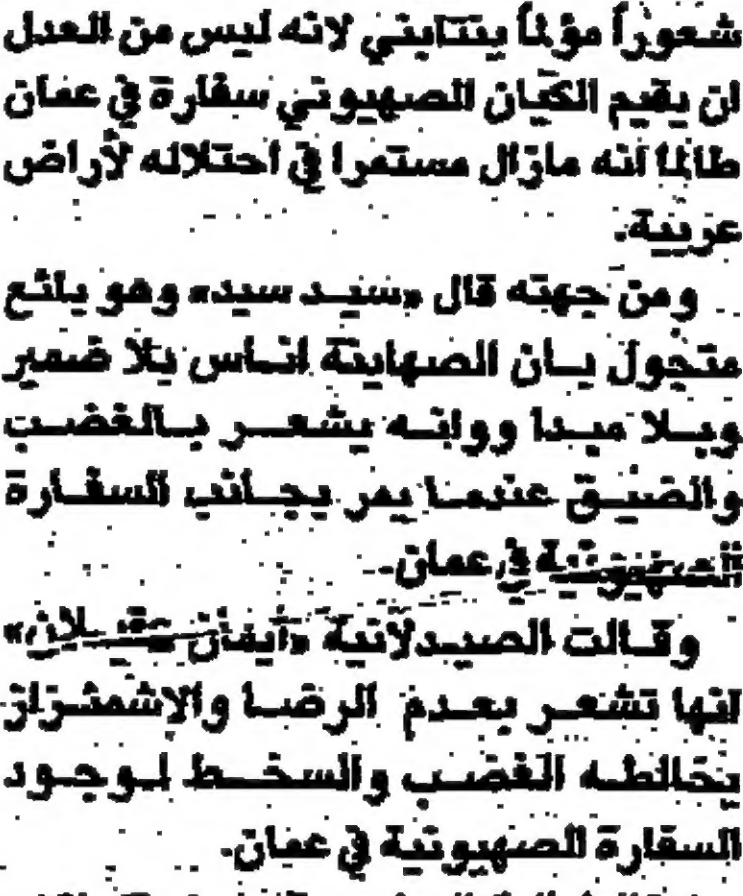 شعوراً مؤلماً ينتابني لانه ليس من العدل
ان يقيم الكيان الصهيوني سفارة في عمان
طالما انه مازال مستمرا في احتلاله لأراض
عربية.
ومن جهته قال «سيد سيد» وهو بائع
متجول بان الصهاينة اناس بلا ضمير
وبلا مبدا ووانه يشعر بالغضب
والضيق عندما يمر بجانب السفارة
الصهيونية في عمان.
وقالت الصيدلانية «ايفان
انها تشعر بعدم الرضا والاشمئزاز
يخالطه الغضب والسخط لوجود
السفارة الصهيونية في عمان.